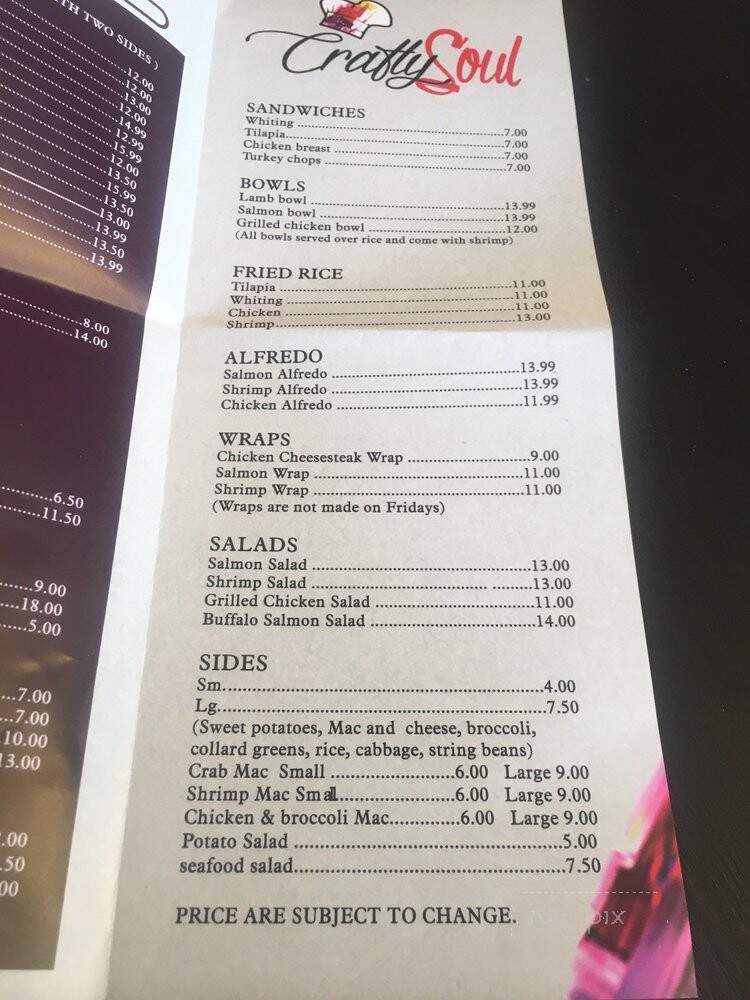 TH TWO SIDES )
12.00
12.00
13.00
12.00
14.99
12.99
15.99
12.00
13.50
15.99
13.50
13.00
13.99
13.50
13.99
8.00
14.00
6.50
11.50
9.00
18.00
5.00
7.00
7.00
10.00
13.00
.00
.50
00
Crafty Soul
SANDWICHES
Whiting ........ 7.00
Tilapia ........ 7.00
Chicken breast ........ 7.00
Turkey chops ........ 7.00
BOWLS
Lamb bowl ........ 13.99
Salmon bowl ........ 13.99
Grilled chicken bowl ........ 12.00
(All bowls served over rice and come with shrimp)
FRIED RICE
Tilapia ........ 11.00
Whiting ........ 11.00
Chicken ........ 11.00
Shrimp ........ 13.00
ALFREDO
Salmon Alfredo ........ 13.99
Shrimp Alfredo ........ 13.99
Chicken Alfredo ........ 11.99
WRAPS
Chicken Cheesesteak Wrap ........ 9.00
Salmon Wrap ........ 11.00
Shrimp Wrap ........ 11.00
(Wraps are not made on Fridays)
SALADS
Salmon Salad ........ 13.00
Shrimp Salad ........ 13.00
Grilled Chicken Salad ........ 11.00
Buffalo Salmon Salad ........ 14.00
SIDES
Sm ........ 4.00
Lg ........ 7.50
(Sweet potatoes, Mac and cheese, broccoli,
collard greens, rice, cabbage, string beans)
Crab Mac Small ........ 6.00 Large 9.00
Shrimp Mac Small ........ 6.00 Large 9.00
Chicken & broccoli Mac ........ 6.00 Large 9.00
Potato Salad ........ 5.00
seafood salad ........ 7.50
PRICE ARE SUBJECT TO CHANGE.